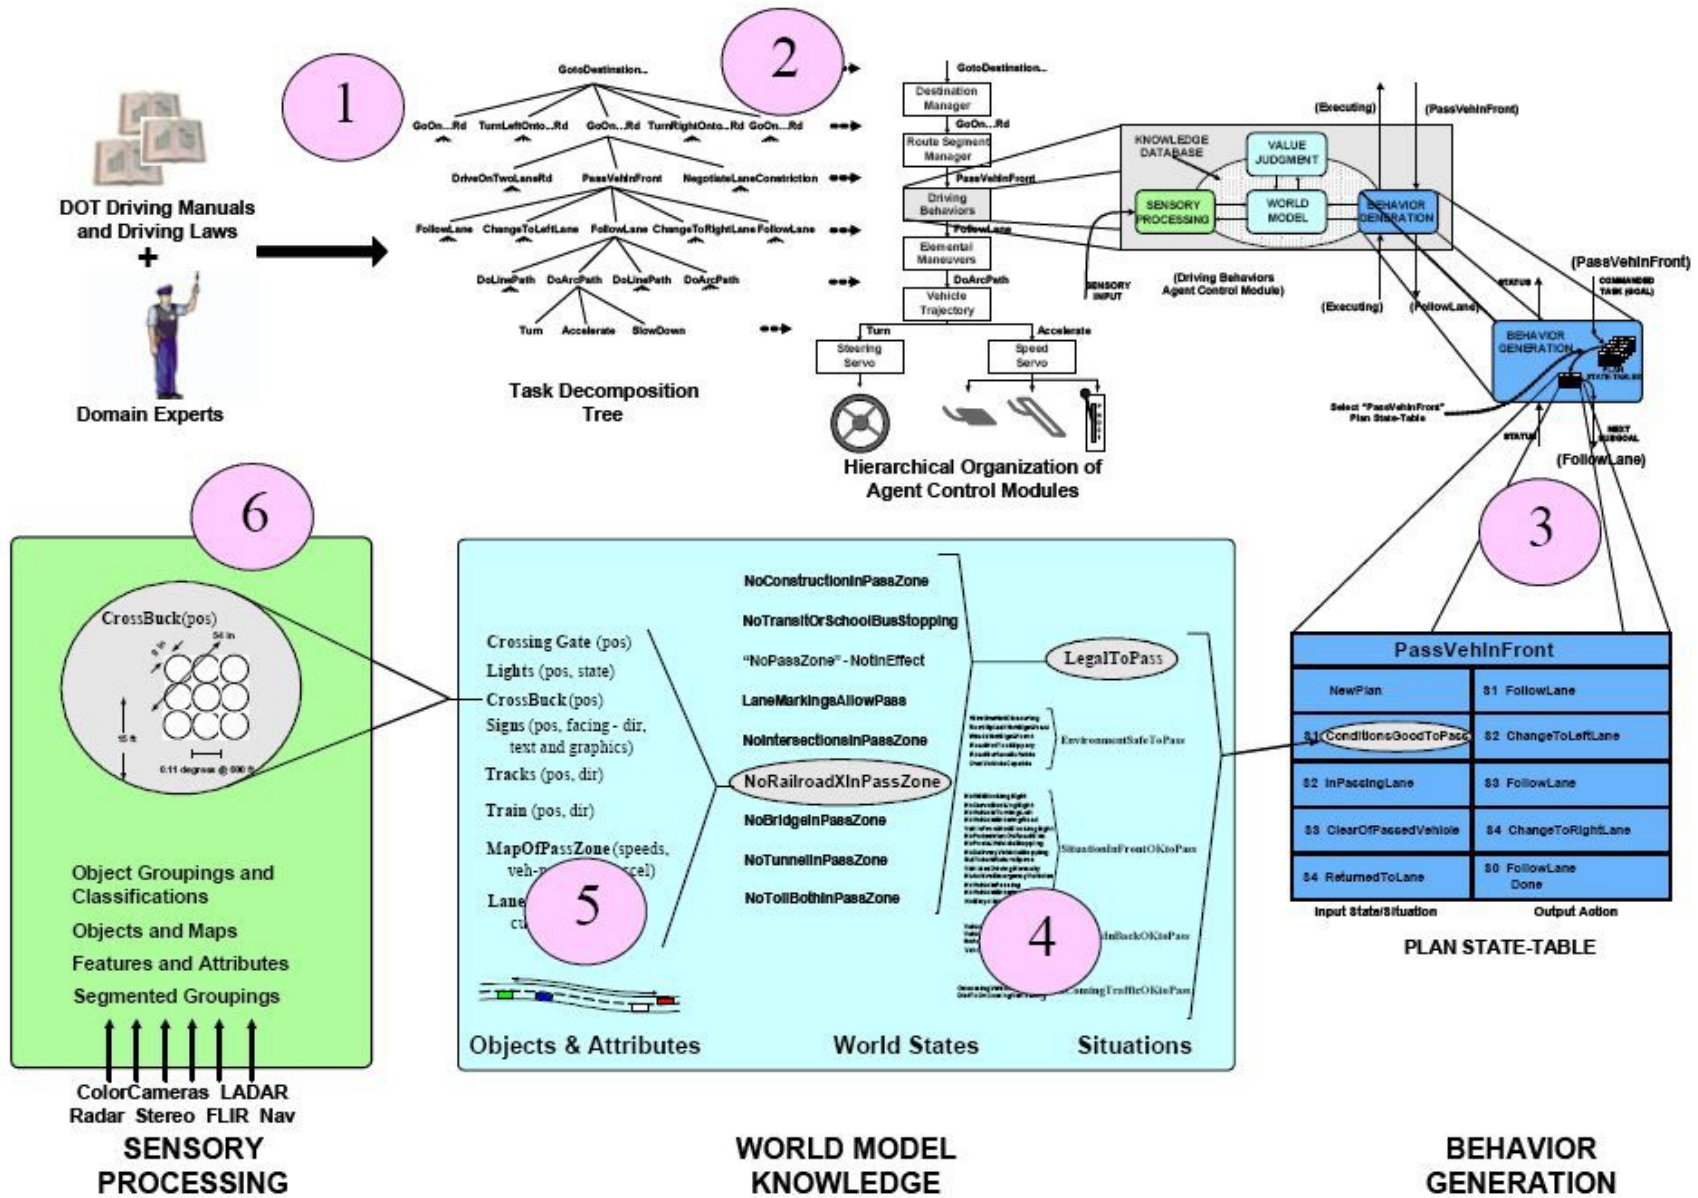 1
2
DOT Driving Manuals
and Driving Laws
+
Domain Experts
GotoDestination...
GoOn...Rd TurnLeftOnto...Rd GoOn...Rd TurnRightOnto...Rd GoOn...Rd
DriveOnTwoLaneRd PassVehInFront NegotiateLaneConstriction
FollowLane ChangeToLeftLane FollowLane ChangeToRightLane FollowLane
DoLinePath DoArcPath DoLinePath DoArcPath
Turn Accelerate SlowDown
Task Decomposition
Tree
GotoDestination...
Destination
Manager
GoOn...Rd
Route Segment
Manager
PassVehInFront
Driving
Behaviors
FollowLane
Elemental
Maneuvers
DoArcPath
Vehicle
Trajectory
Turn Accelerate
Steering
Servo
Speed
Servo
Hierarchical Organization of
Agent Control Modules
(Executing) (PassVehInFront)
KNOWLEDGE
DATABASE
VALUE
JUDGMENT
SENSORY
PROCESSING
WORLD
MODEL
BEHAVIOR
GENERATION
SENSORY
INPUT
(Driving Behaviors
Agent Control Module)
(Executing) (FollowLane)
(PassVehInFront)
STATUS
COMMANDED
TASK (GOAL)
BEHAVIOR
GENERATION
PLAN
STATE-TABLES
Select "PassVehInFront"
Plan State-Table
STATUS
NEXT
SUBGOAL
(FollowLane)
3
PassVehInFront
NewPlan S1 FollowLane
S1 ConditionsGoodToPass S2 ChangeToLeftLane
S2 InPassingLane S3 FollowLane
S3 ClearOfPassedVehicle S4 ChangeToRightLane
S4 ReturnedToLane S0 FollowLane
Done
Input State/Situation Output Action
PLAN STATE-TABLE
6
CrossBuck(pos)
9 in
54 in
15 ft
0.11 degrees @ 500 ft
Object Groupings and
Classifications
Objects and Maps
Features and Attributes
Segmented Groupings
ColorCameras LADAR
Radar Stereo FLIR Nav
SENSORY
PROCESSING
Crossing Gate (pos)
Lights (pos, state)
CrossBuck(pos)
Signs (pos, facing - dir,
text and graphics)
Tracks (pos, dir)
Train (pos, dir)
MapOfPassZone (speeds,
Lane
5
Objects & Attributes
NoConstructionInPassZone
NoTransitOrSchoolBusStopping
"NoPassZone" - NotInEffect
LaneMarkingsAllowPass
NoIntersectionsInPassZone
NoRailroadXInPassZone
NoBridgeInPassZone
NoTunnelInPassZone
NoTollBothInPassZone
World States
LegalToPass
EnvironmentSafeToPass
SituationInFrontOKtoPass
4
InBackOKtoPass
ComingTrafficOKtoPass
Situations
WORLD MODEL
KNOWLEDGE
BEHAVIOR
GENERATION